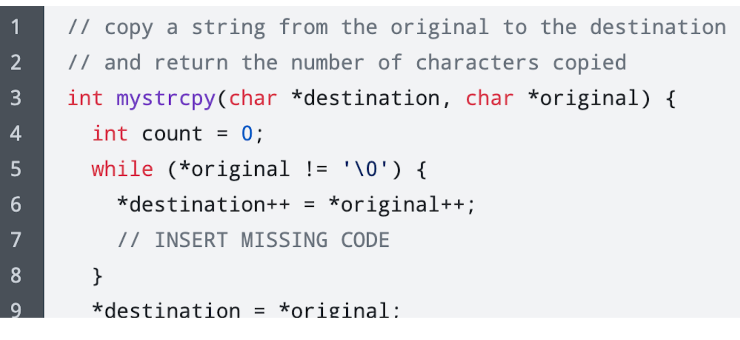 1 // copy a string from the original to the destination
2 // and return the number of characters copied
3 int mystrcpy(char *destination, char *original) {
4 int count = 0;
5 while (*original != '\0') {
6 *destination++ = *original++;
7 // INSERT MISSING CODE
8 }
9 *destination = *original;